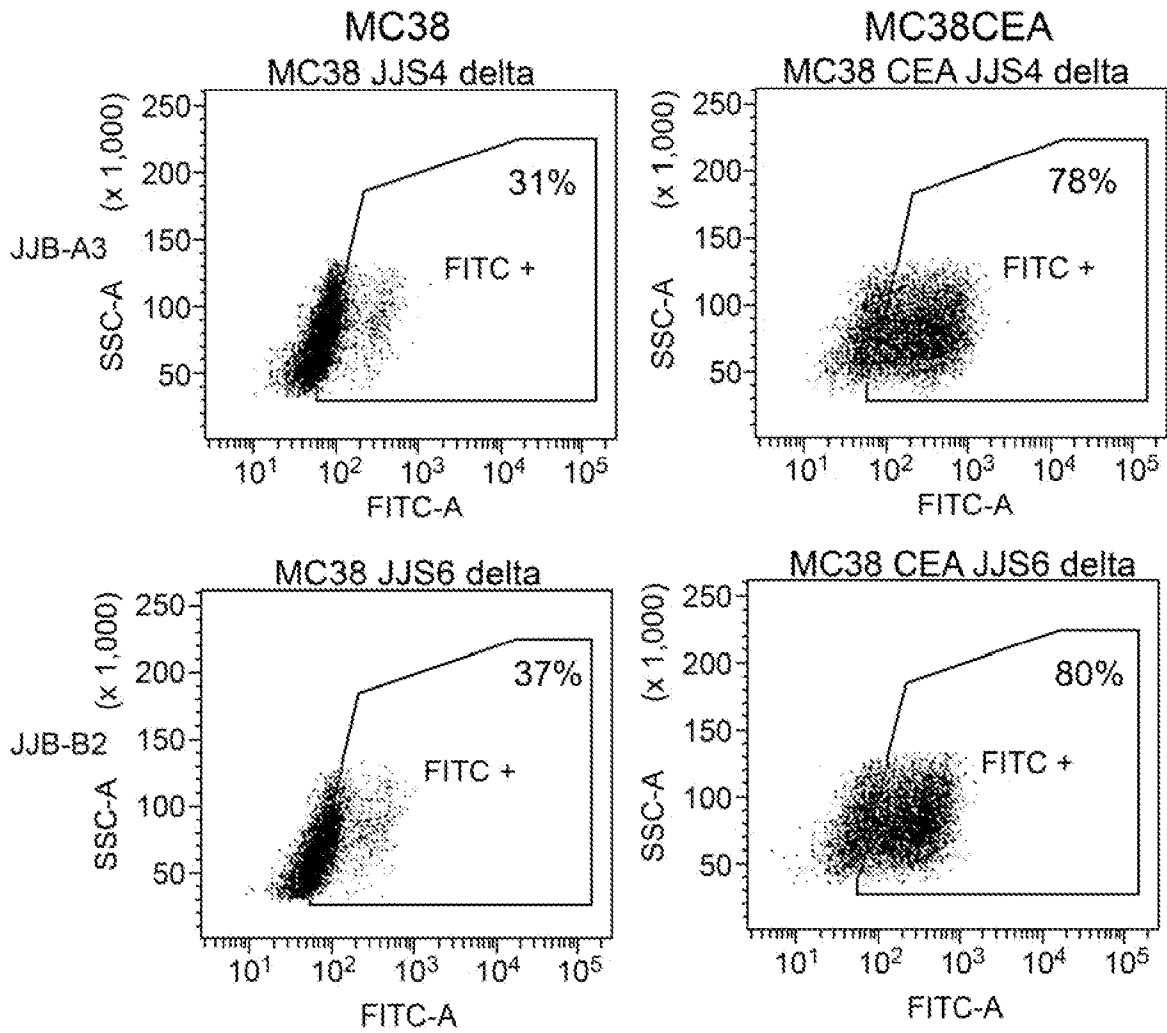 MC38
MC38CEA
MC38 JJS4 delta
MC38 CEA JJS4 delta
JJB-A3
SSC-A (x 1,000)
250
200
150
100
50
31%
FITC +
10¹ 10² 10³ 10⁴ 10⁵
FITC-A
SSC-A (x 1,000)
250
200
150
100
50
78%
FITC +
10¹ 10² 10³ 10⁴ 10⁵
FITC-A
MC38 JJS6 delta
MC38 CEA JJS6 delta
JJB-B2
SSC-A (x 1,000)
250
200
150
100
50
37%
FITC +
10¹ 10² 10³ 10⁴ 10⁵
FITC-A
SSC-A (x 1,000)
250
200
150
100
50
80%
FITC +
10¹ 10² 10³ 10⁴ 10⁵
FITC-A